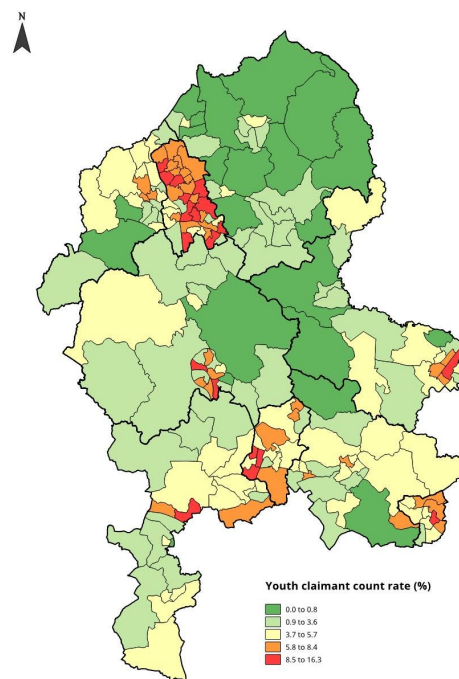 N
Youth claimant count rate (%)
0.0 to 0.8
0.9 to 3.6
3.7 to 5.7
5.8 to 8.4
8.5 to 16.3